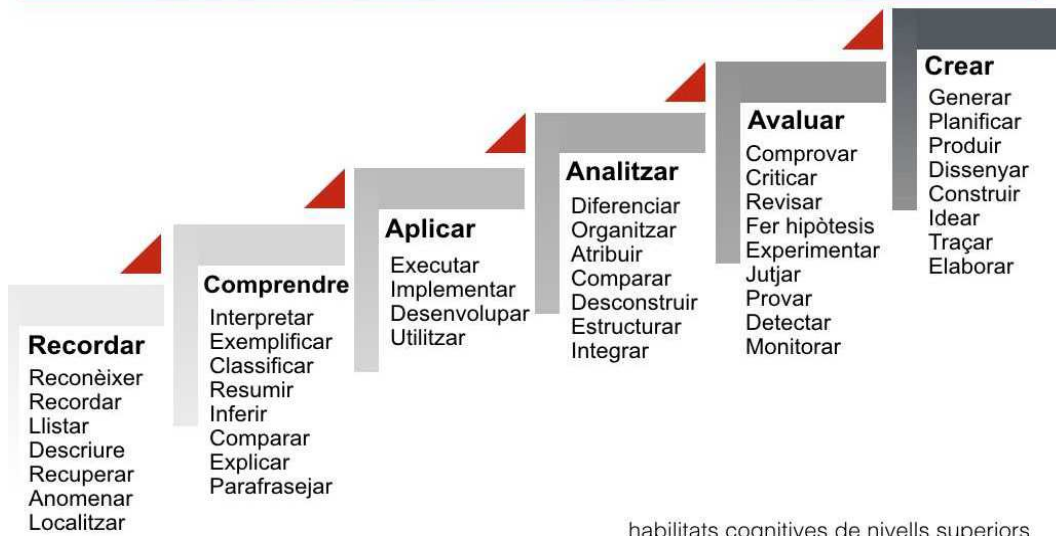 Recordar
Reconèixer
Recordar
Llistar
Descriure
Recuperar
Anomenar
Localitzar
Comprendre
Interpretar
Exemplificar
Classificar
Resumir
Inferir
Comparar
Explicar
Parafrasejar
Aplicar
Executar
Implementar
Desenvolupar
Utilitzar
Analitzar
Diferenciar
Organitzar
Atribuir
Comparar
Desconstruir
Estructurar
Integrar
Avaluar
Comprovar
Criticar
Revisar
Fer hipòtesis
Experimentar
Jutjar
Provar
Detectar
Monitorar
Crear
Generar
Planificar
Produir
Dissenyar
Construir
Idear
Traçar
Elaborar
habilitats cognitives de nivells superiors